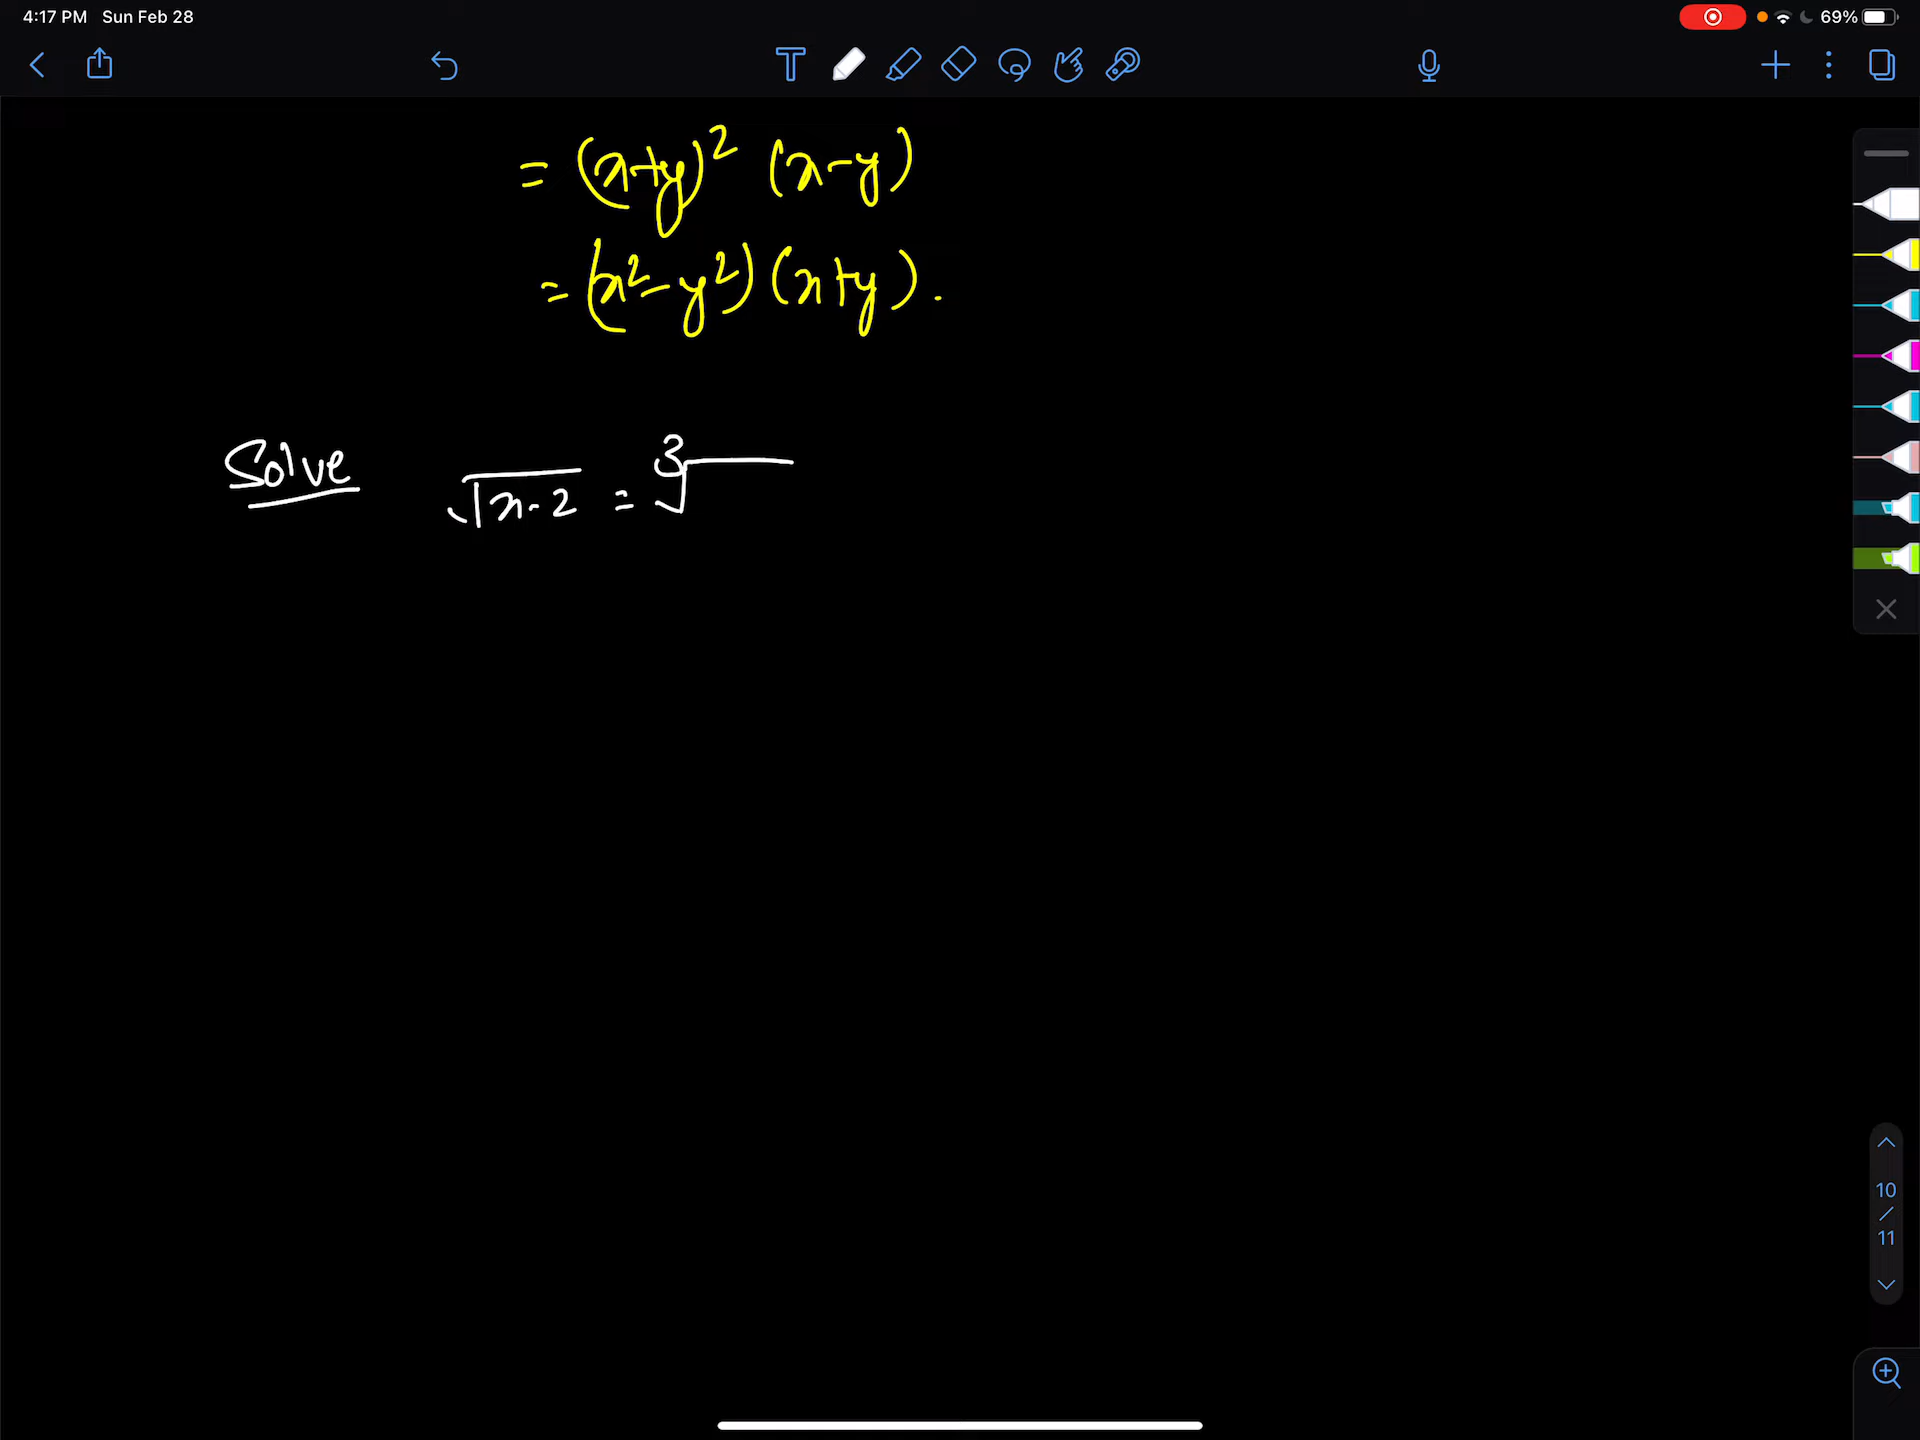 4:17 PM Sun Feb 28
69%
= (x+y)² (x-y)
= (x²-y²)(x+y).
Solve √(x-2) = ∛
10
/
11